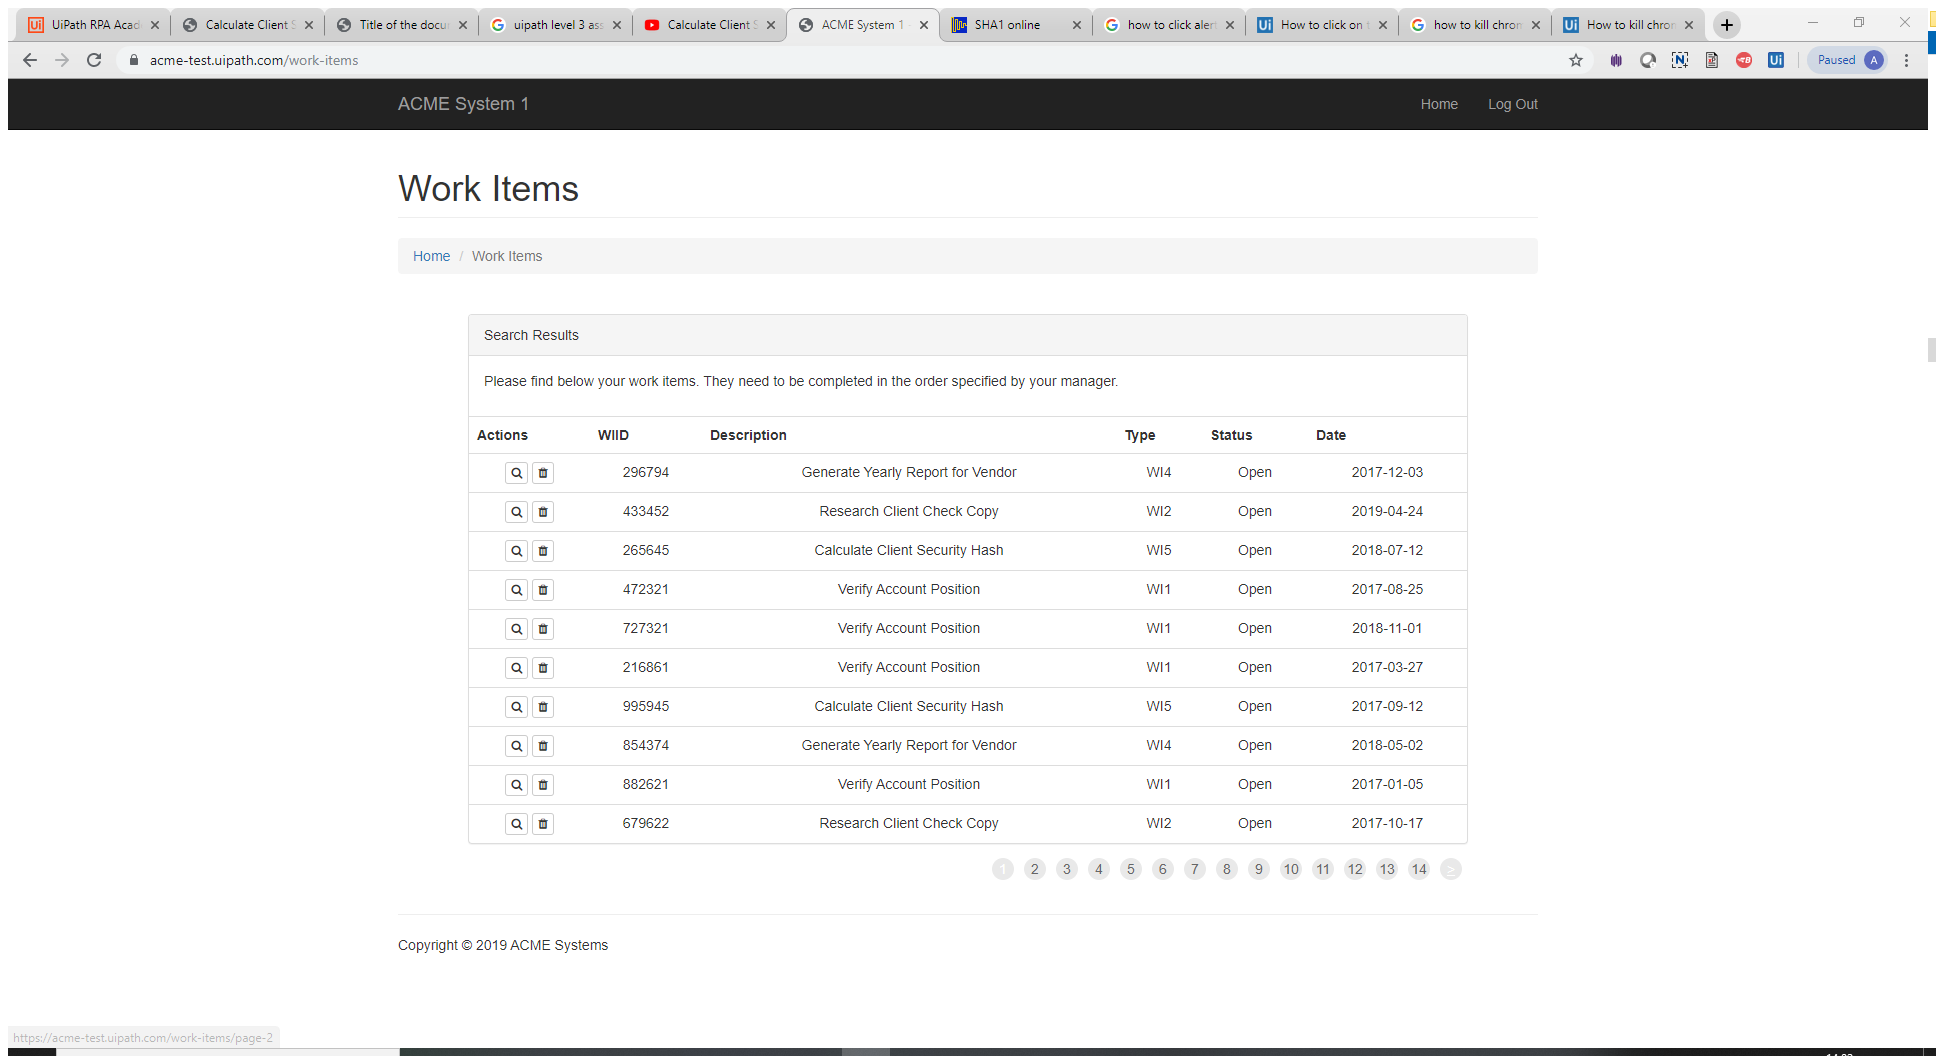 UiPath RPA Acad
Calculate Client S
Title of the docu
uipath level 3 ass
Calculate Client S
ACME System 1
SHA1 online
how to click alert
How to click on t
how to kill chrom
How to kill chrom
acme-test.uipath.com/work-items
Paused A
ACME System 1 Home Log Out
Work Items
Home / Work Items
Search Results
Please find below your work items. They need to be completed in the order specified by your manager.
Actions WIID Description Type Status Date
296794 Generate Yearly Report for Vendor WI4 Open 2017-12-03
433452 Research Client Check Copy WI2 Open 2019-04-24
265645 Calculate Client Security Hash WI5 Open 2018-07-12
472321 Verify Account Position WI1 Open 2017-08-25
727321 Verify Account Position WI1 Open 2018-11-01
216861 Verify Account Position WI1 Open 2017-03-27
995945 Calculate Client Security Hash WI5 Open 2017-09-12
854374 Generate Yearly Report for Vendor WI4 Open 2018-05-02
882621 Verify Account Position WI1 Open 2017-01-05
679622 Research Client Check Copy WI2 Open 2017-10-17
1 2 3 4 5 6 7 8 9 10 11 12 13 14 >
Copyright © 2019 ACME Systems
https://acme-test.uipath.com/work-items/page-2